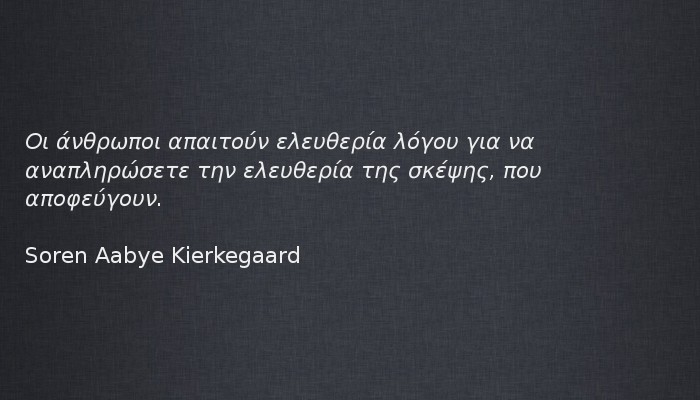 Οι άνθρωποι απαιτούν ελευθερία λόγου για να
αναπληρώσετε την ελευθερία της σκέψης, που
αποφεύγουν.
Soren Aabye Kierkegaard